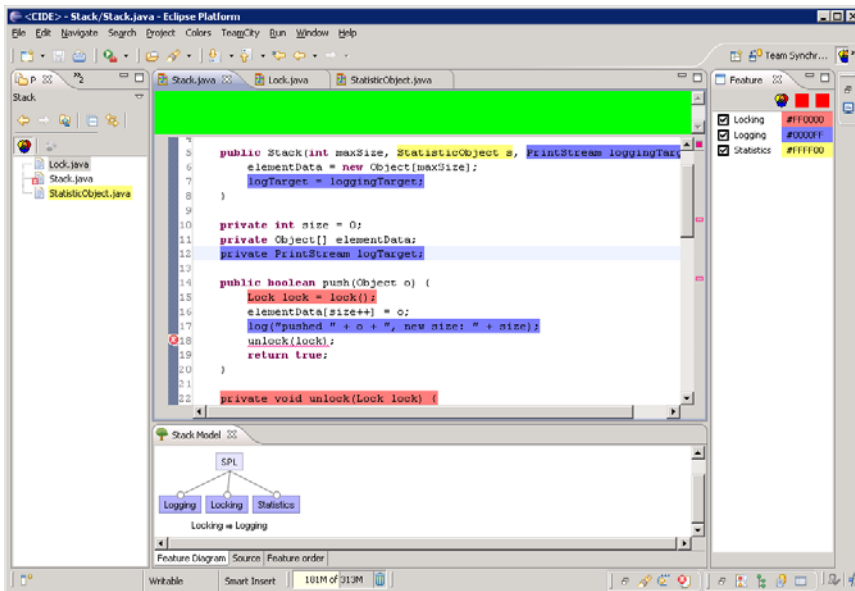 <CIDE> - Stack/Stack.java - Eclipse Platform
File Edit Navigate Search Project Colors TeamCity Run Window Help
Team Synchr...
P
2
Stack.java
Lock.java
StatisticObject.java
Feature
Stack
Locking #FF0000
Logging #0000FF
Statistics #FFFF00
Lock.java
Stack.java
StatisticObject.java
5 public Stack(int maxSize, StatisticObject s, PrintStream loggingTarg
6 elementData = new Object[maxSize];
7 logTarget = loggingTarget;
8 }
9
10 private int size = 0;
11 private Object[] elementData;
12 private PrintStream logTarget;
13
14 public boolean push(Object o) {
15 Lock lock = lock();
16 elementData[size++] = o;
17 log("pushed " + o + ", new size: " + size);
18 unlock(lock);
19 return true;
20 }
21
22 private void unlock(Lock lock) {
Stack Model
SPL
Logging Locking Statistics
Locking ⇒ Logging
Feature Diagram Source Feature order
Writable Smart Insert 181M of 313M